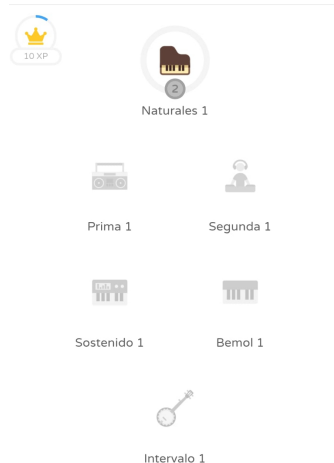 10 XP
2
Naturales 1
Prima 1
Segunda 1
Sostenido 1
Bemol 1
Intervalo 1